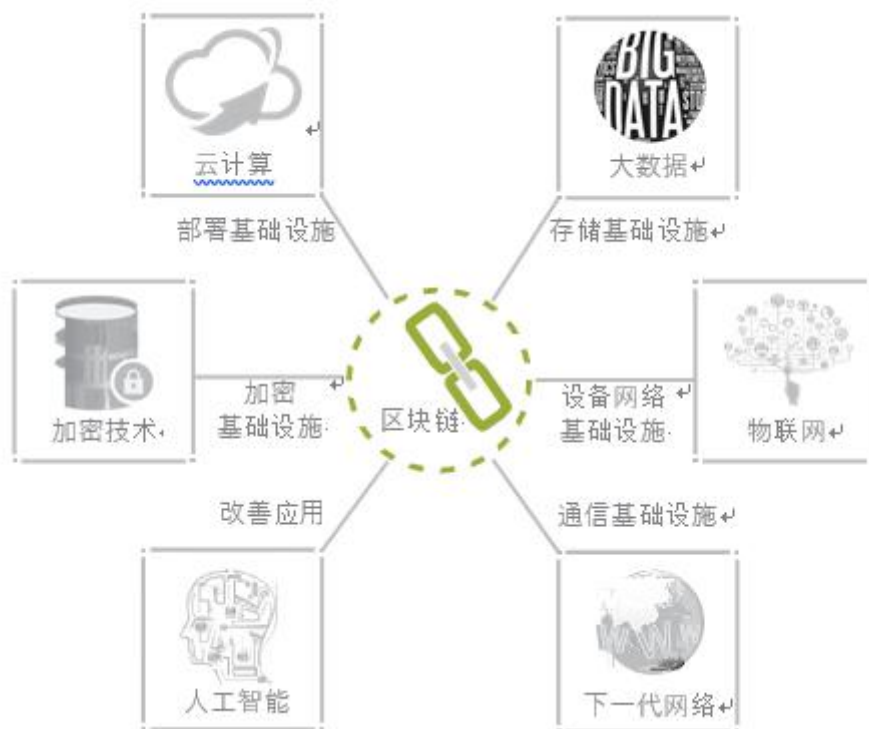 BIG
DATA
云计算
大数据
部署基础设施
存储基础设施
加密
基础设施
区块链
设备网络
基础设施
加密技术
物联网
改善应用
通信基础设施
WWW
人工智能
下一代网络